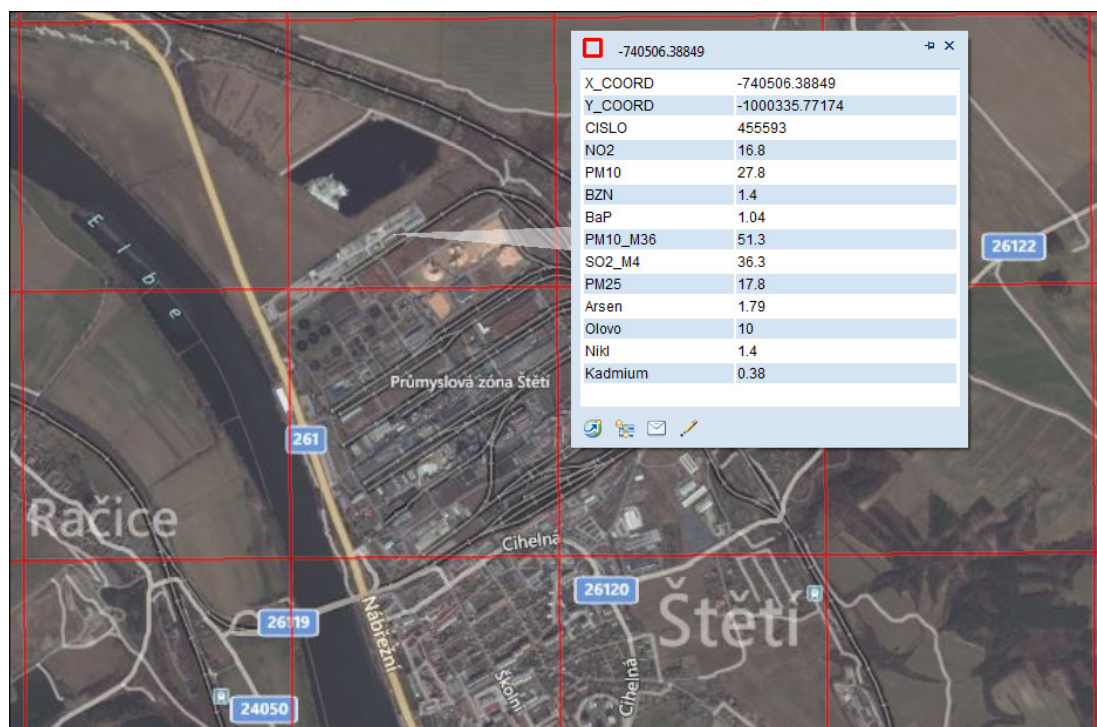 -740506.38849
X_COORD -740506.38849
Y_COORD -1000335.77174
CISLO 455593
NO2 16.8
PM10 27.8
BZN 1.4
BaP 1.04
PM10_M36 51.3
SO2_M4 36.3
PM25 17.8
Arsen 1.79
Olovo 10
Nikl 1.4
Kadmium 0.38
Elbe
26122
Průmyslová zóna Štětí
261
Račice
Cihelná
26120
26119
Štětí
Nábřežní
Školní
Cihelná
24050